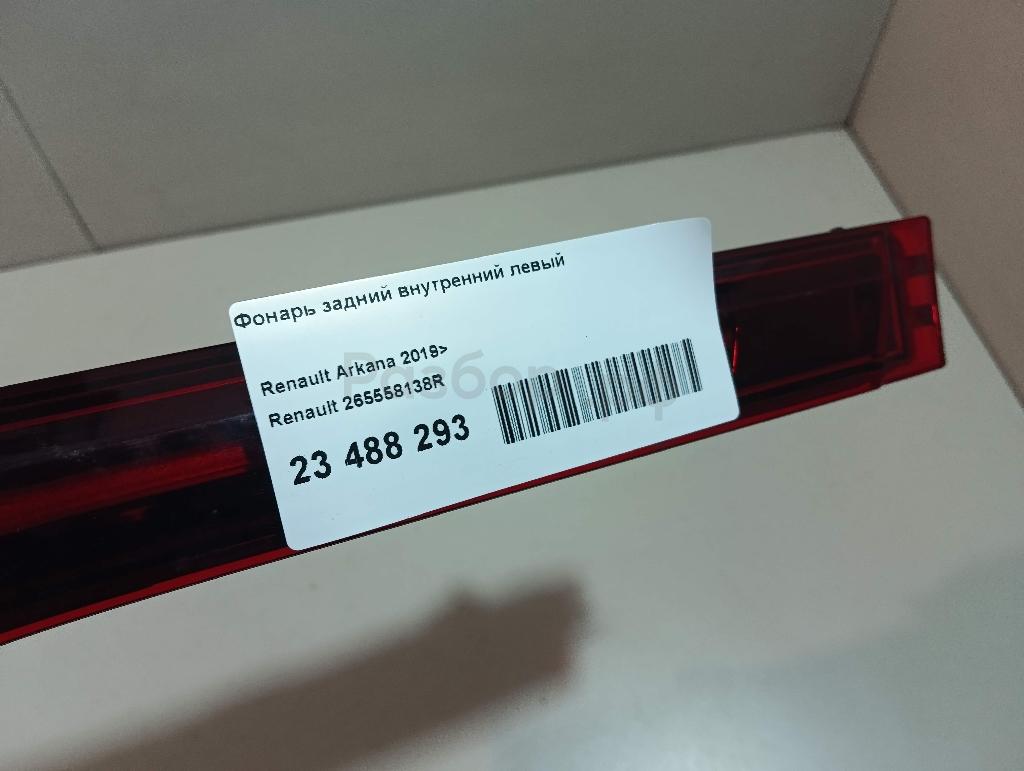 Фонарь задний внутренний левый
Renault Arkana 2019>
Renault 265558138R
23 488 293